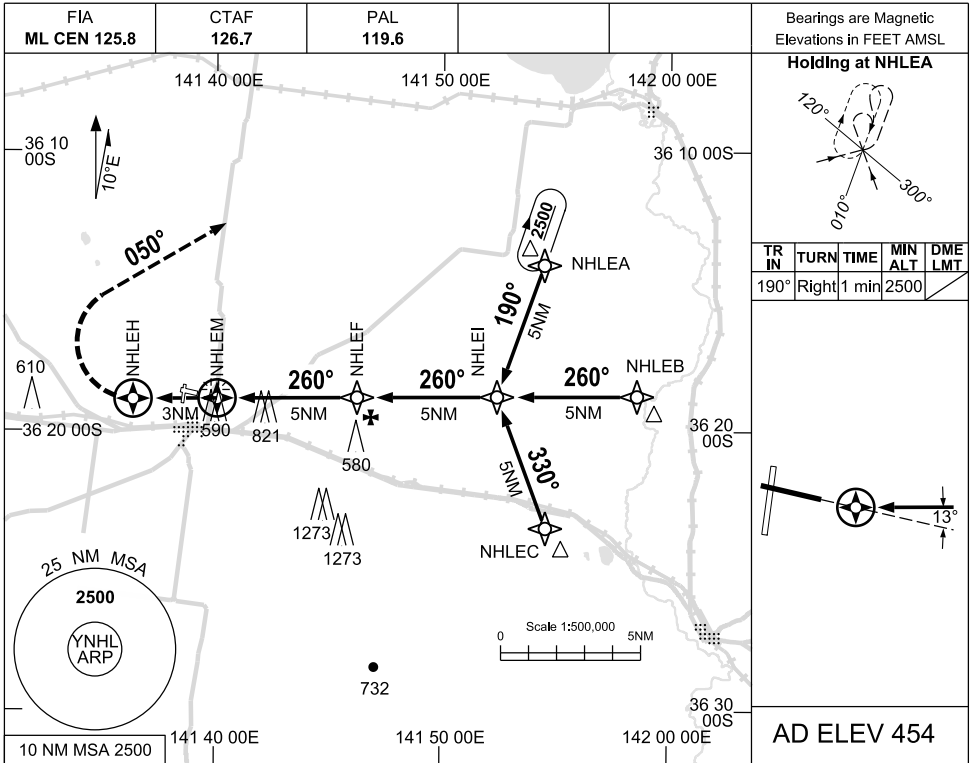 FIA
ML CEN 125.8
CTAF
126.7
PAL
119.6
Bearings are Magnetic
Elevations in FEET AMSL
141 40 00E
141 50 00E
142 00 00E
Holding at NHLEA
120°
300°
010°
36 10
00S
36 10 00S
10°E
TR IN
TURN
TIME
MIN ALT
DME LMT
190°
Right
1 min
2500
050°
2500
NHLEA
190°
5NM
NHLEH
NHLEM
NHLEF
NHLEI
NHLEB
610
260°
260°
260°
3NM
5NM
5NM
5NM
36 20 00S
590
821
580
36 20
00S
330°
5NM
1273
1273
NHLEC
13°
25 NM MSA
2500
YNHL
ARP
Scale 1:500,000
0
5NM
732
36 30
00S
10 NM MSA 2500
141 40 00E
141 50 00E
142 00 00E
AD ELEV 454